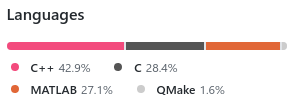 Languages
C++ 42.9% C 28.4%
MATLAB 27.1% QMake 1.6%